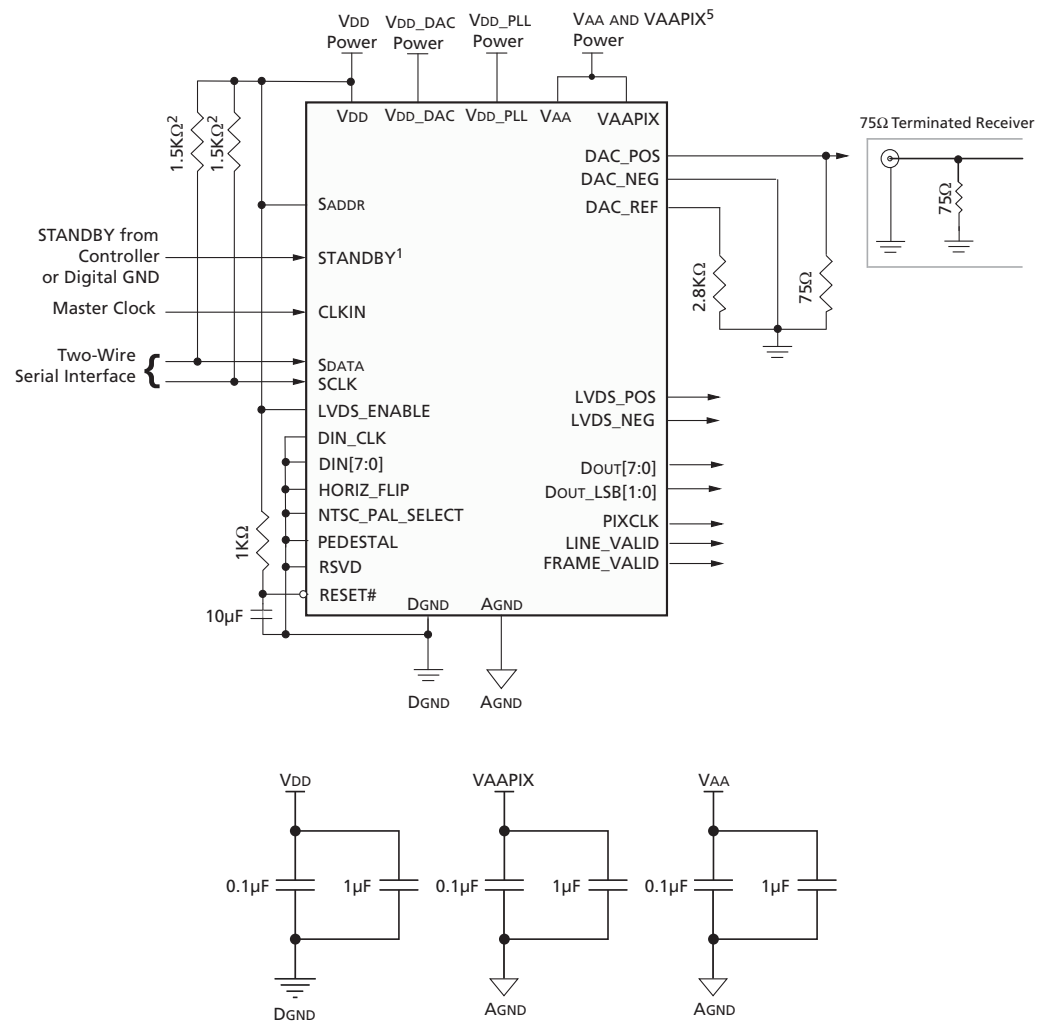 VDD
Power
VDD_DAC
Power
VDD_PLL
Power
VAA AND VAAPIX⁵
Power
VDD
VDD_DAC
VDD_PLL
VAA
VAAPIX
1.5KΩ²
1.5KΩ²
SADDR
STANDBY from
Controller
or Digital GND
STANDBY¹
Master Clock
CLKIN
Two-Wire
Serial Interface
{
SDATA
SCLK
LVDS_ENABLE
DIN_CLK
DIN[7:0]
HORIZ_FLIP
NTSC_PAL_SELECT
PEDESTAL
RSVD
RESET#
1KΩ
10µF
DGND
AGND
DGND
AGND
DAC_POS
DAC_NEG
DAC_REF
2.8KΩ
75Ω
75Ω Terminated Receiver
75Ω
LVDS_POS
LVDS_NEG
DOUT[7:0]
DOUT_LSB[1:0]
PIXCLK
LINE_VALID
FRAME_VALID
VDD
0.1µF
1µF
DGND
VAAPIX
0.1µF
1µF
AGND
VAA
0.1µF
1µF
AGND